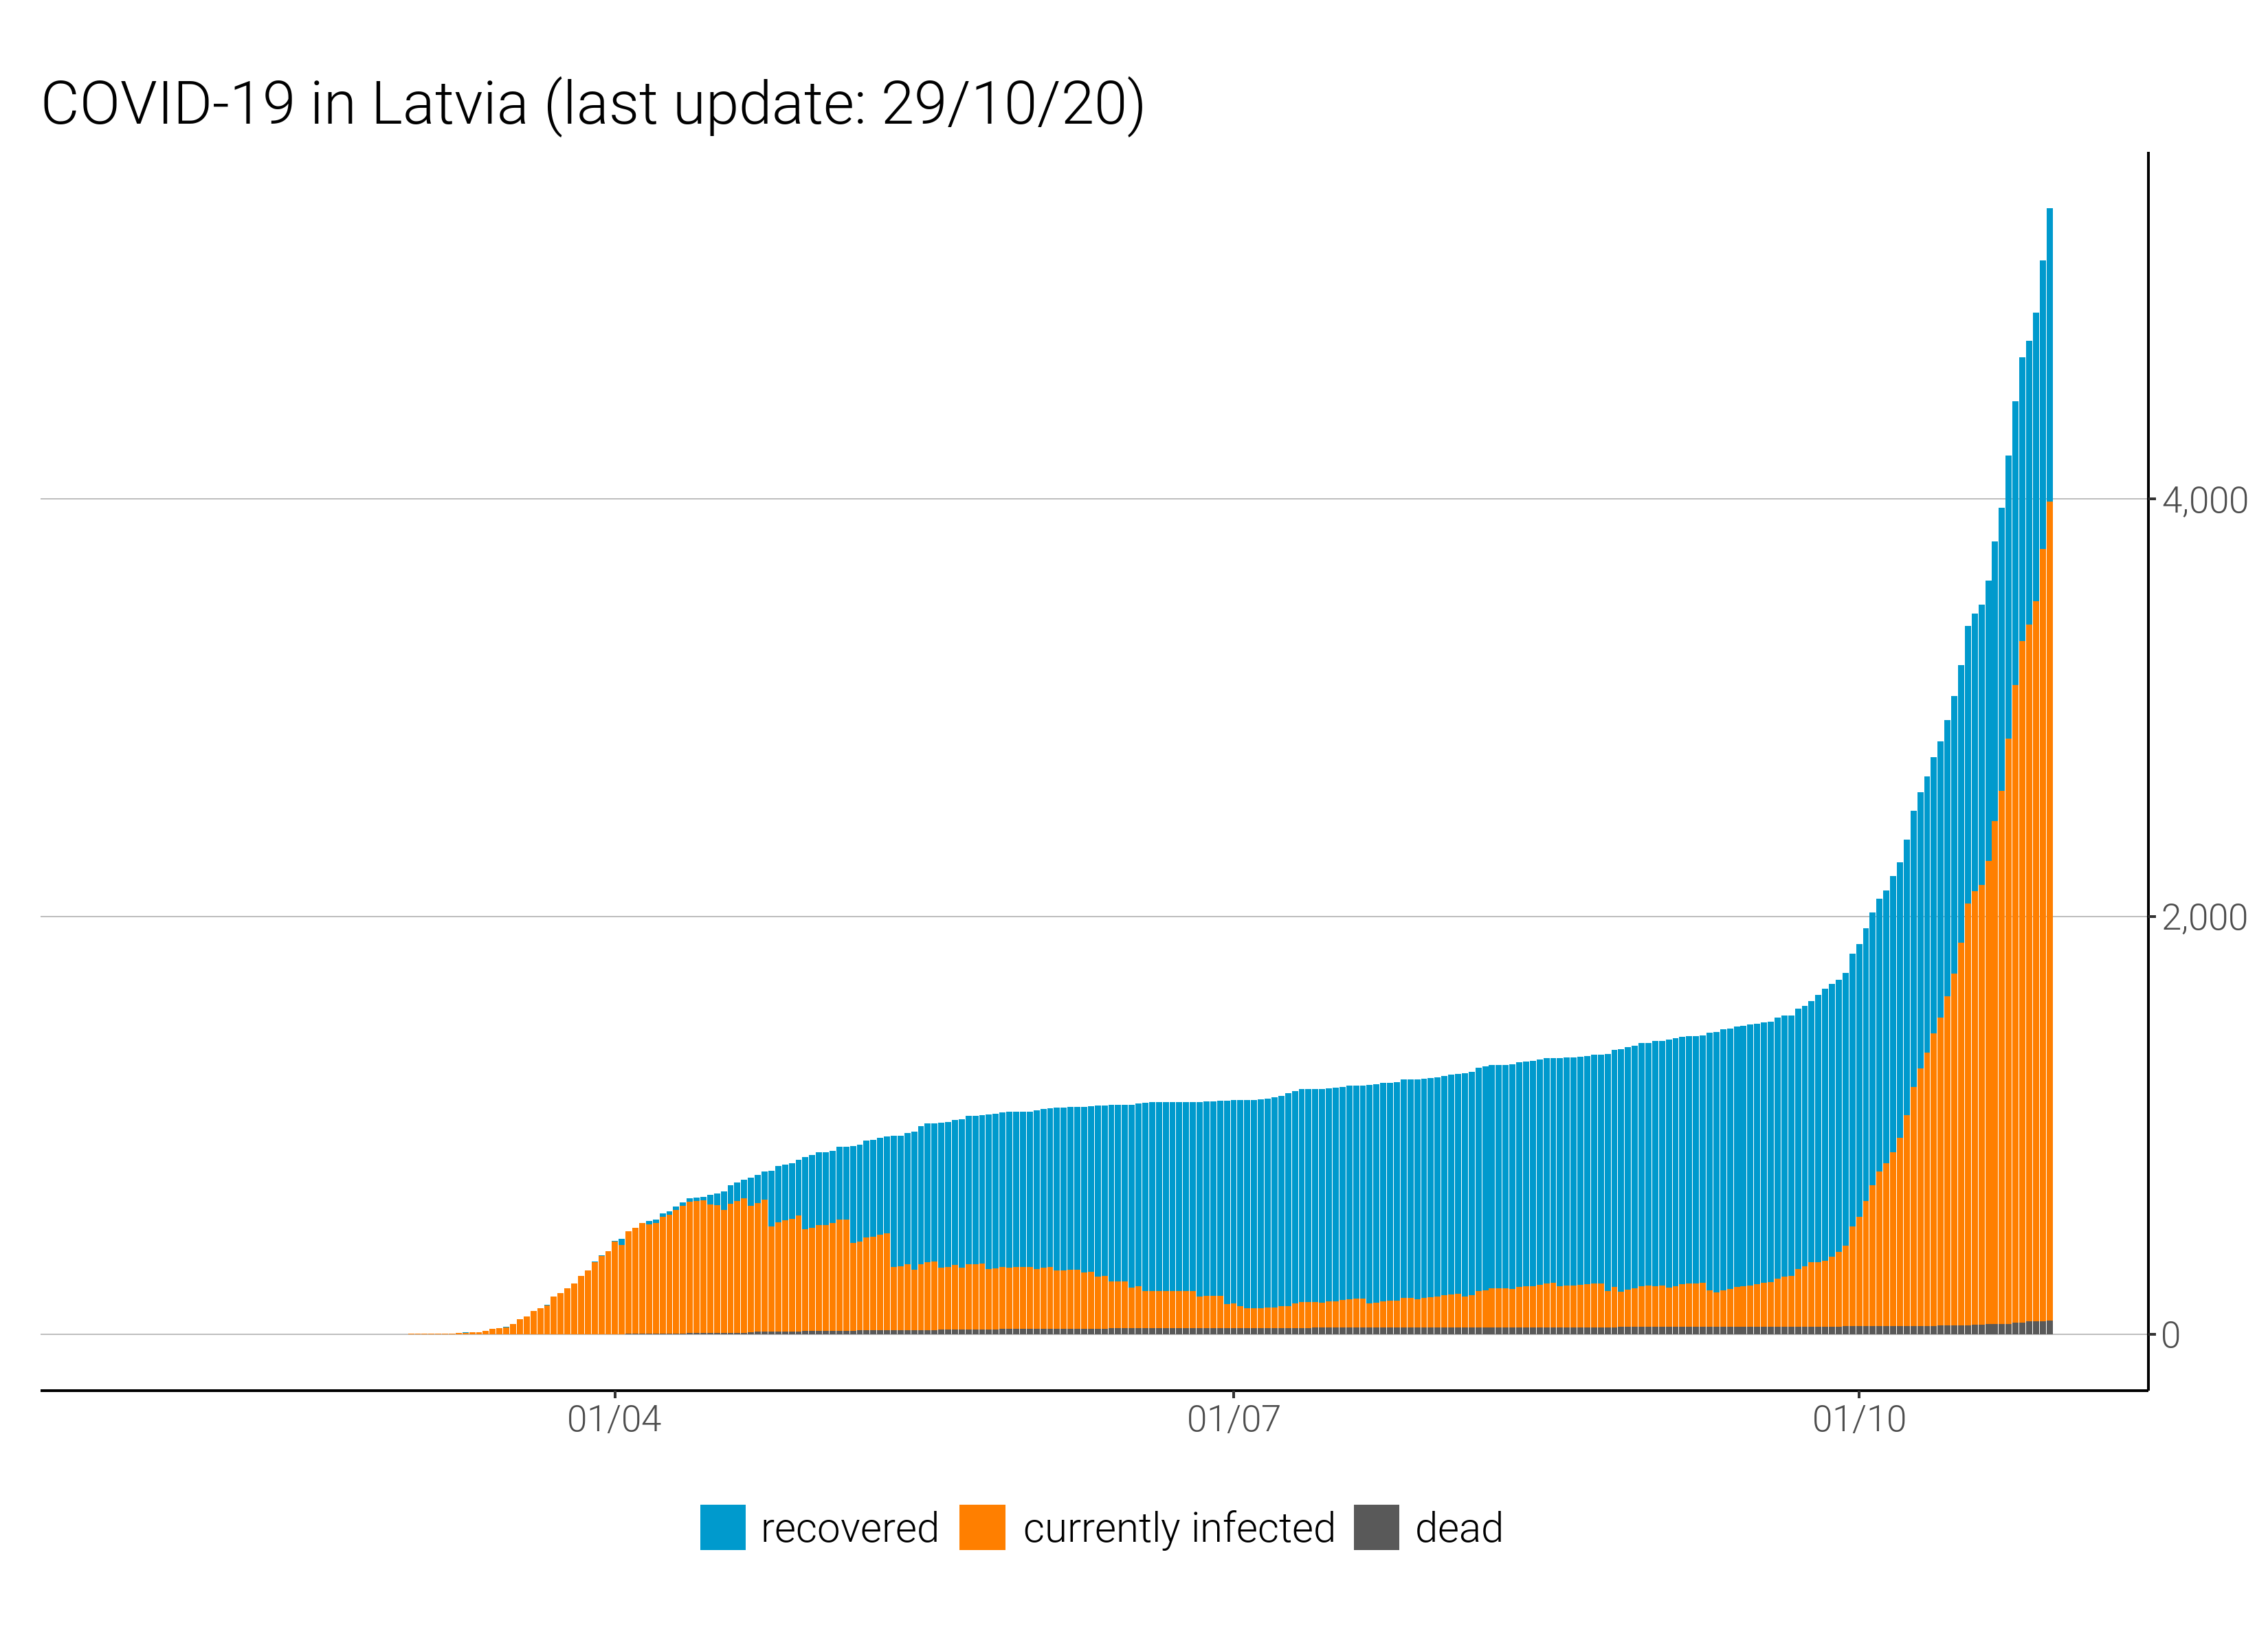 COVID-19 in Latvia (last update: 29/10/20)
4,000
2,000
0
01/04 01/07 01/10
recovered currently infected dead